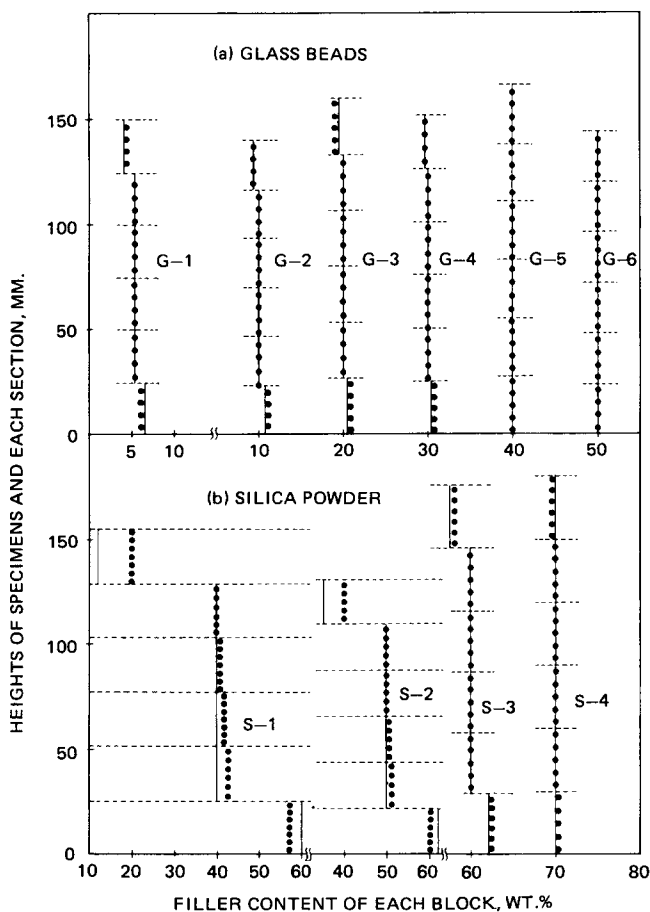 (a) GLASS BEADS
150
100
50
0
G–1
G–2
G–3
G–4
G–5
G–6
5 10 10 20 30 40 50
(b) SILICA POWDER
150
100
50
0
S–1
S–2
S–3
S–4
10 20 30 40 50 60 40 60 60 70 80
FILLER CONTENT OF EACH BLOCK, WT.%
HEIGHTS OF SPECIMENS AND EACH SECTION, MM.